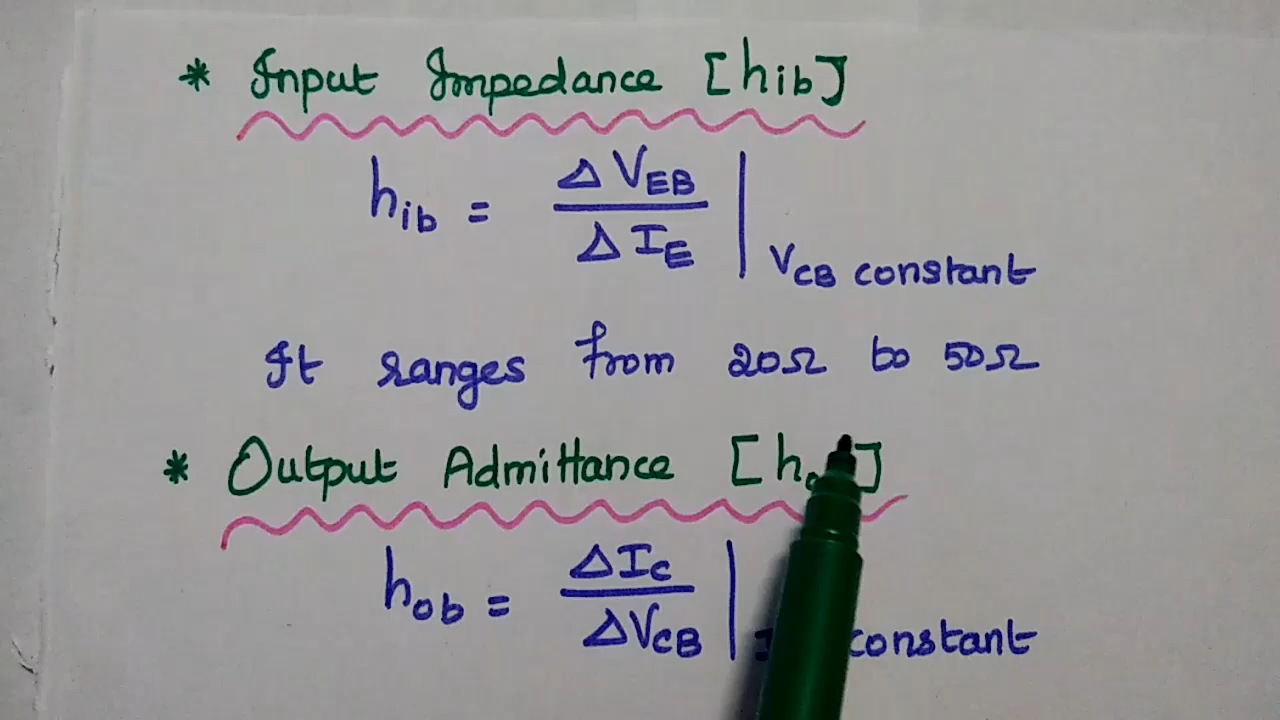 * Input Impedance [hib]
hib = ΔVEB / ΔIE | VCB constant
It ranges from 20Ω to 50Ω
* Output Admittance
hob = ΔIC / ΔVCB | constant